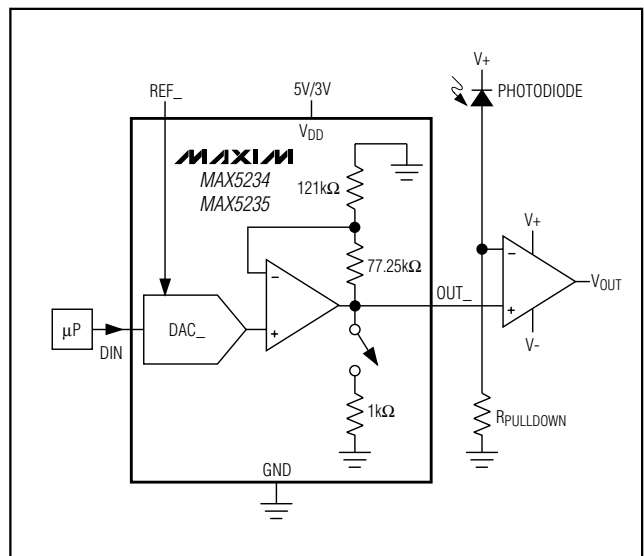 V+
PHOTODIODE
REF_
5V/3V
VDD
MAXIM
MAX5234
MAX5235
121kΩ
77.25kΩ
-
+
OUT_
V+
-
+
VOUT
V-
µP
DIN
DAC_
1kΩ
RPULLDOWN
GND